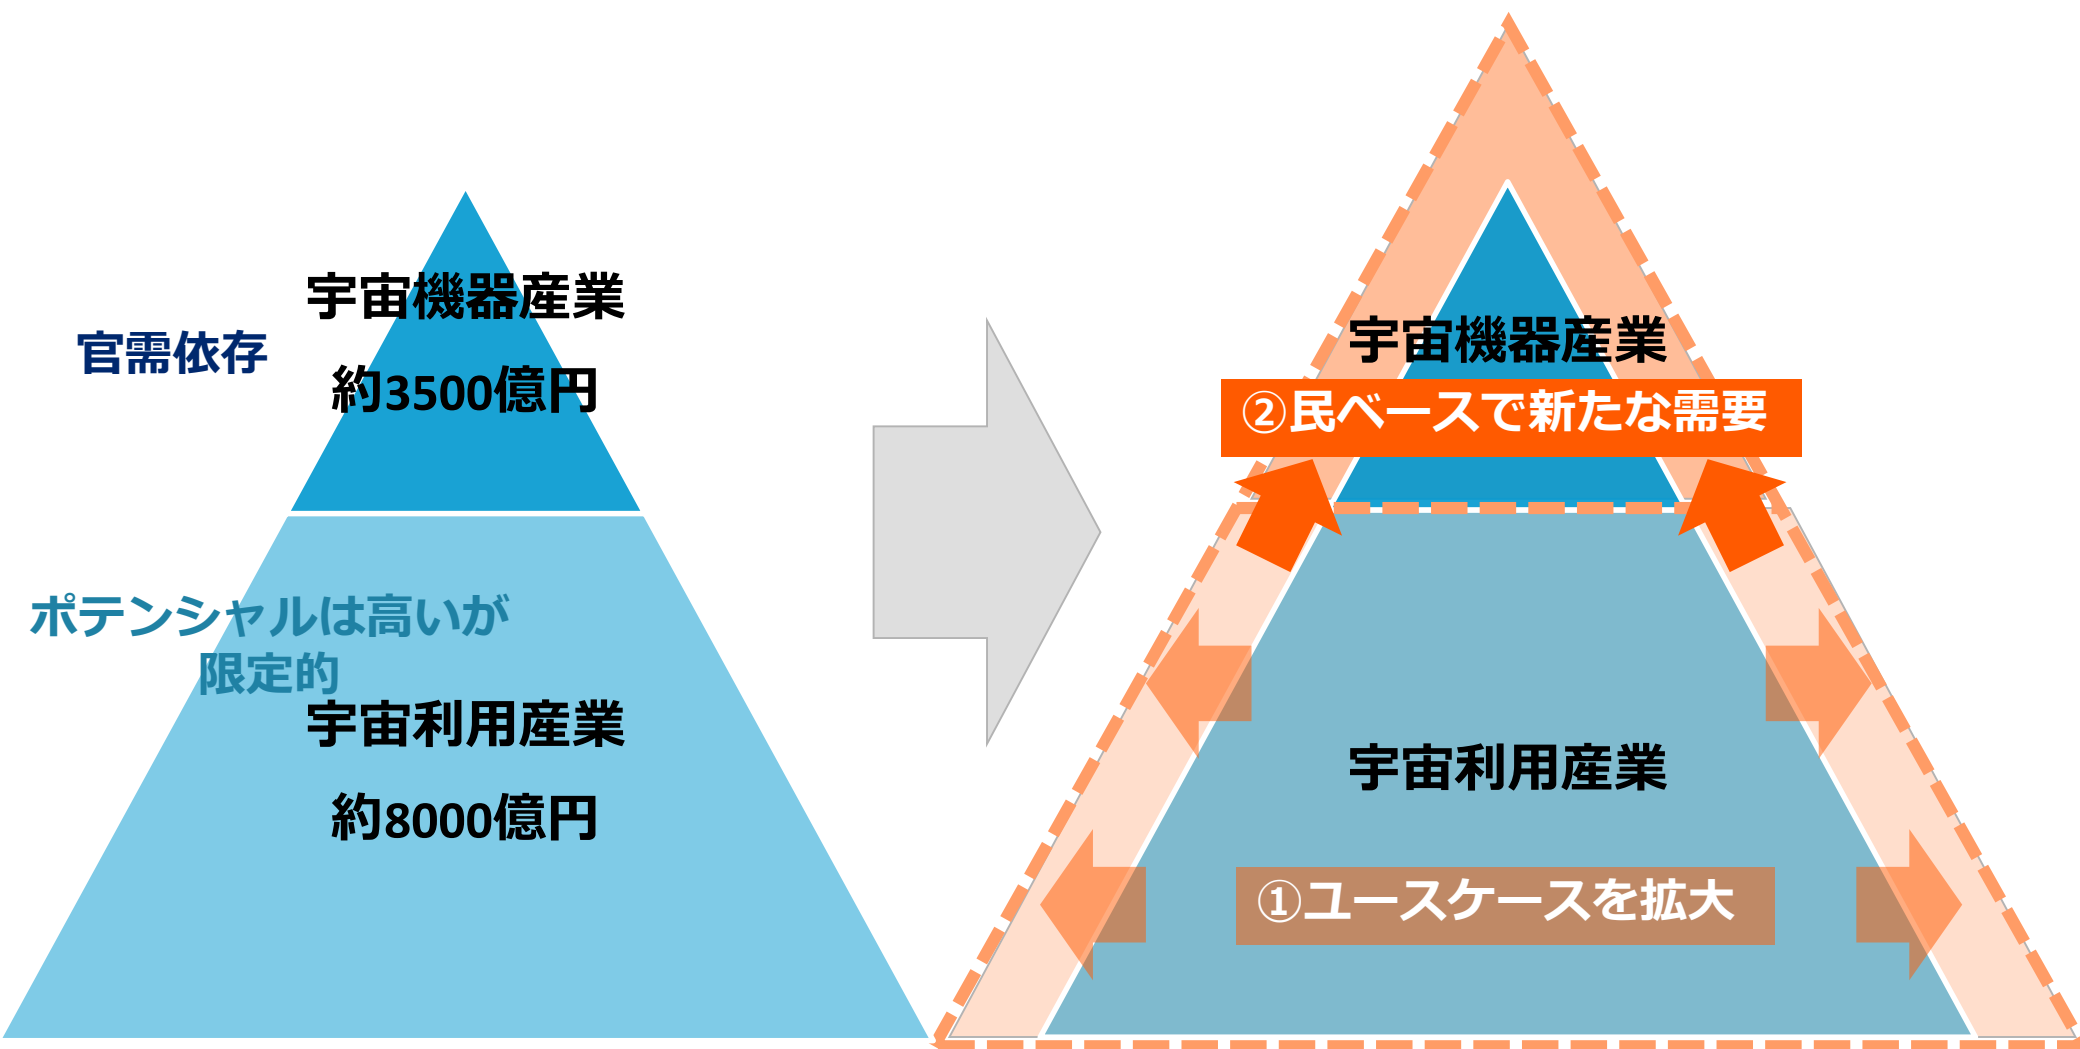 宇宙機器産業
約3500億円
官需依存
ポテンシャルは高いが
限定的
宇宙利用産業
約8000億円
宇宙機器産業
②民ベースで新たな需要
宇宙利用産業
①ユースケースを拡大